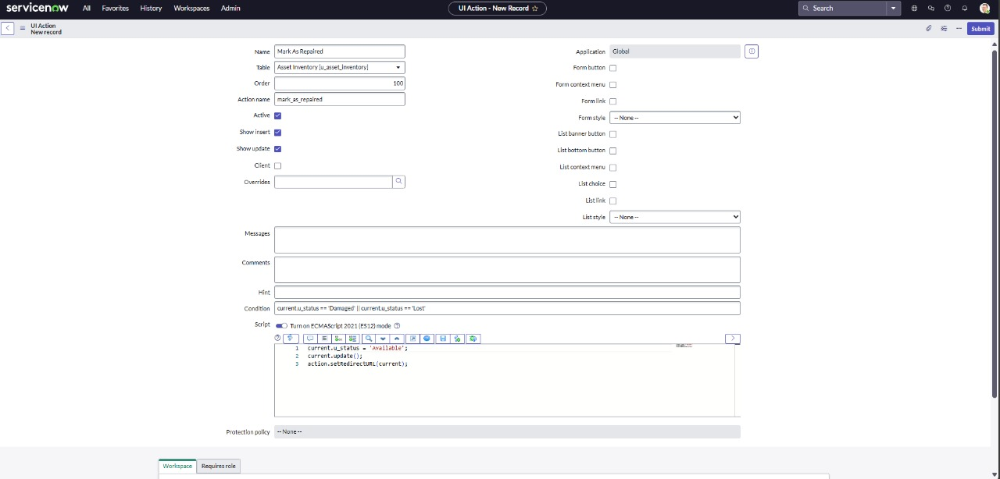 servicenow All Favorites History Workspaces Admin UI Action - New Record Search
UI Action
New record
Submit
Name Mark As Repaired
Application Global
Table Asset Inventory [u_asset_inventory]
Form button
Order 100
Form context menu
Action name mark_as_repaired
Form link
Active
Form style -- None --
Show insert
List banner button
Show update
List bottom button
Client
List context menu
Overrides
List choice
List link
List style -- None --
Messages
Comments
Hint
Condition current.u_status == 'Damaged' || current.u_status == 'Lost'
Script Turn on ECMAScript 2021 (ES12) mode
1 current.u_status = 'Available';
2 current.update();
3 action.setRedirectURL(current);
Protection policy -- None --
Workspace Requires role